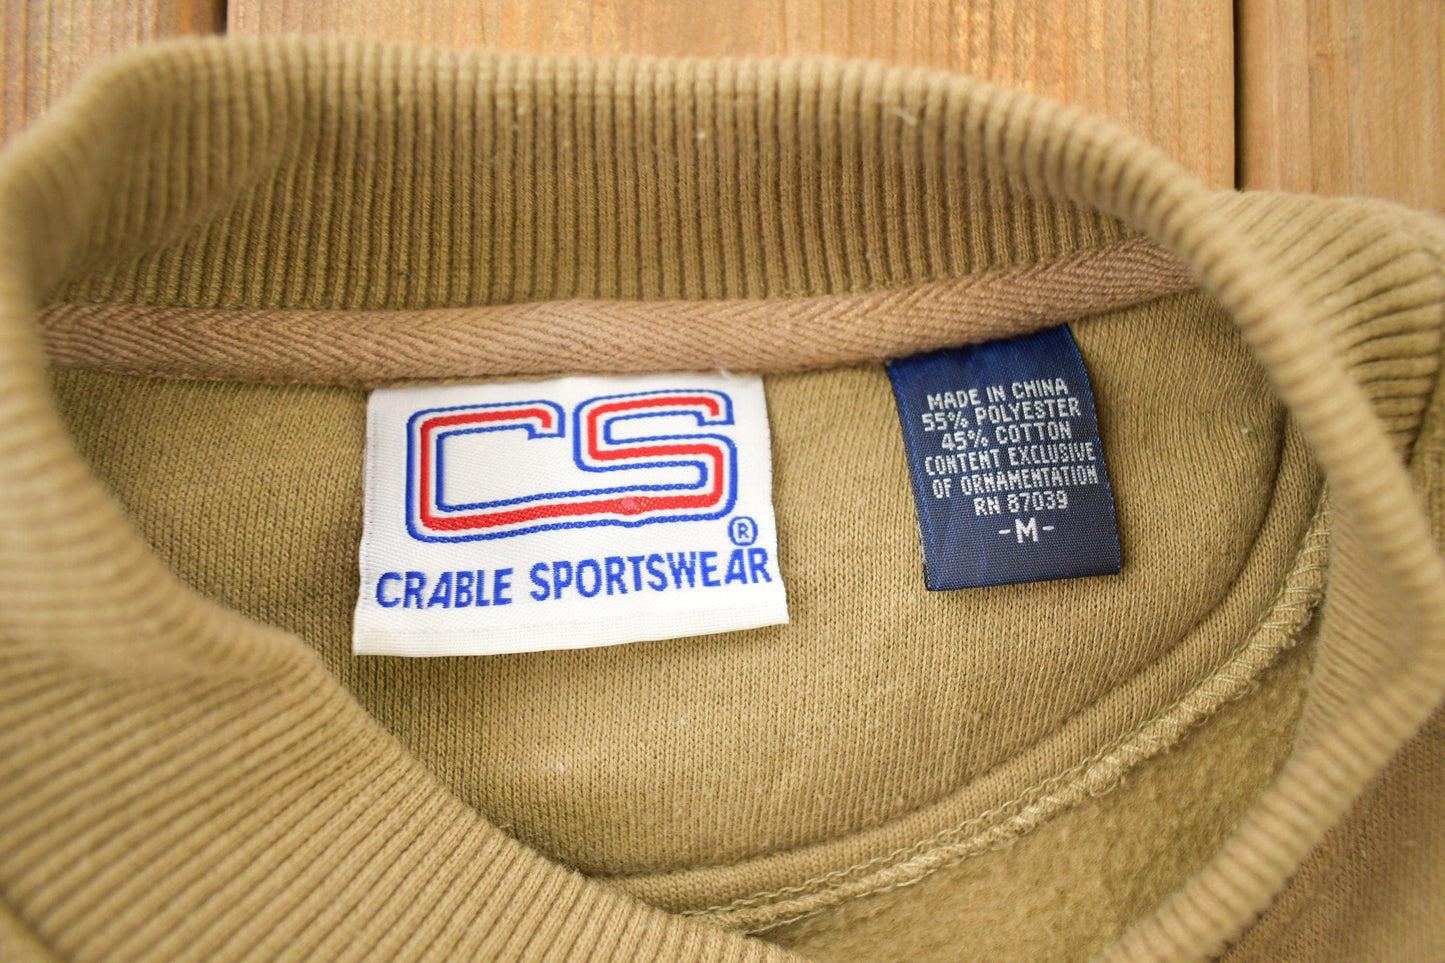 CS
®
CRABLE SPORTSWEAR
MADE IN CHINA
55% POLYESTER
45% COTTON
CONTENT EXCLUSIVE
OF ORNAMENTATION
RN 87039
-M-